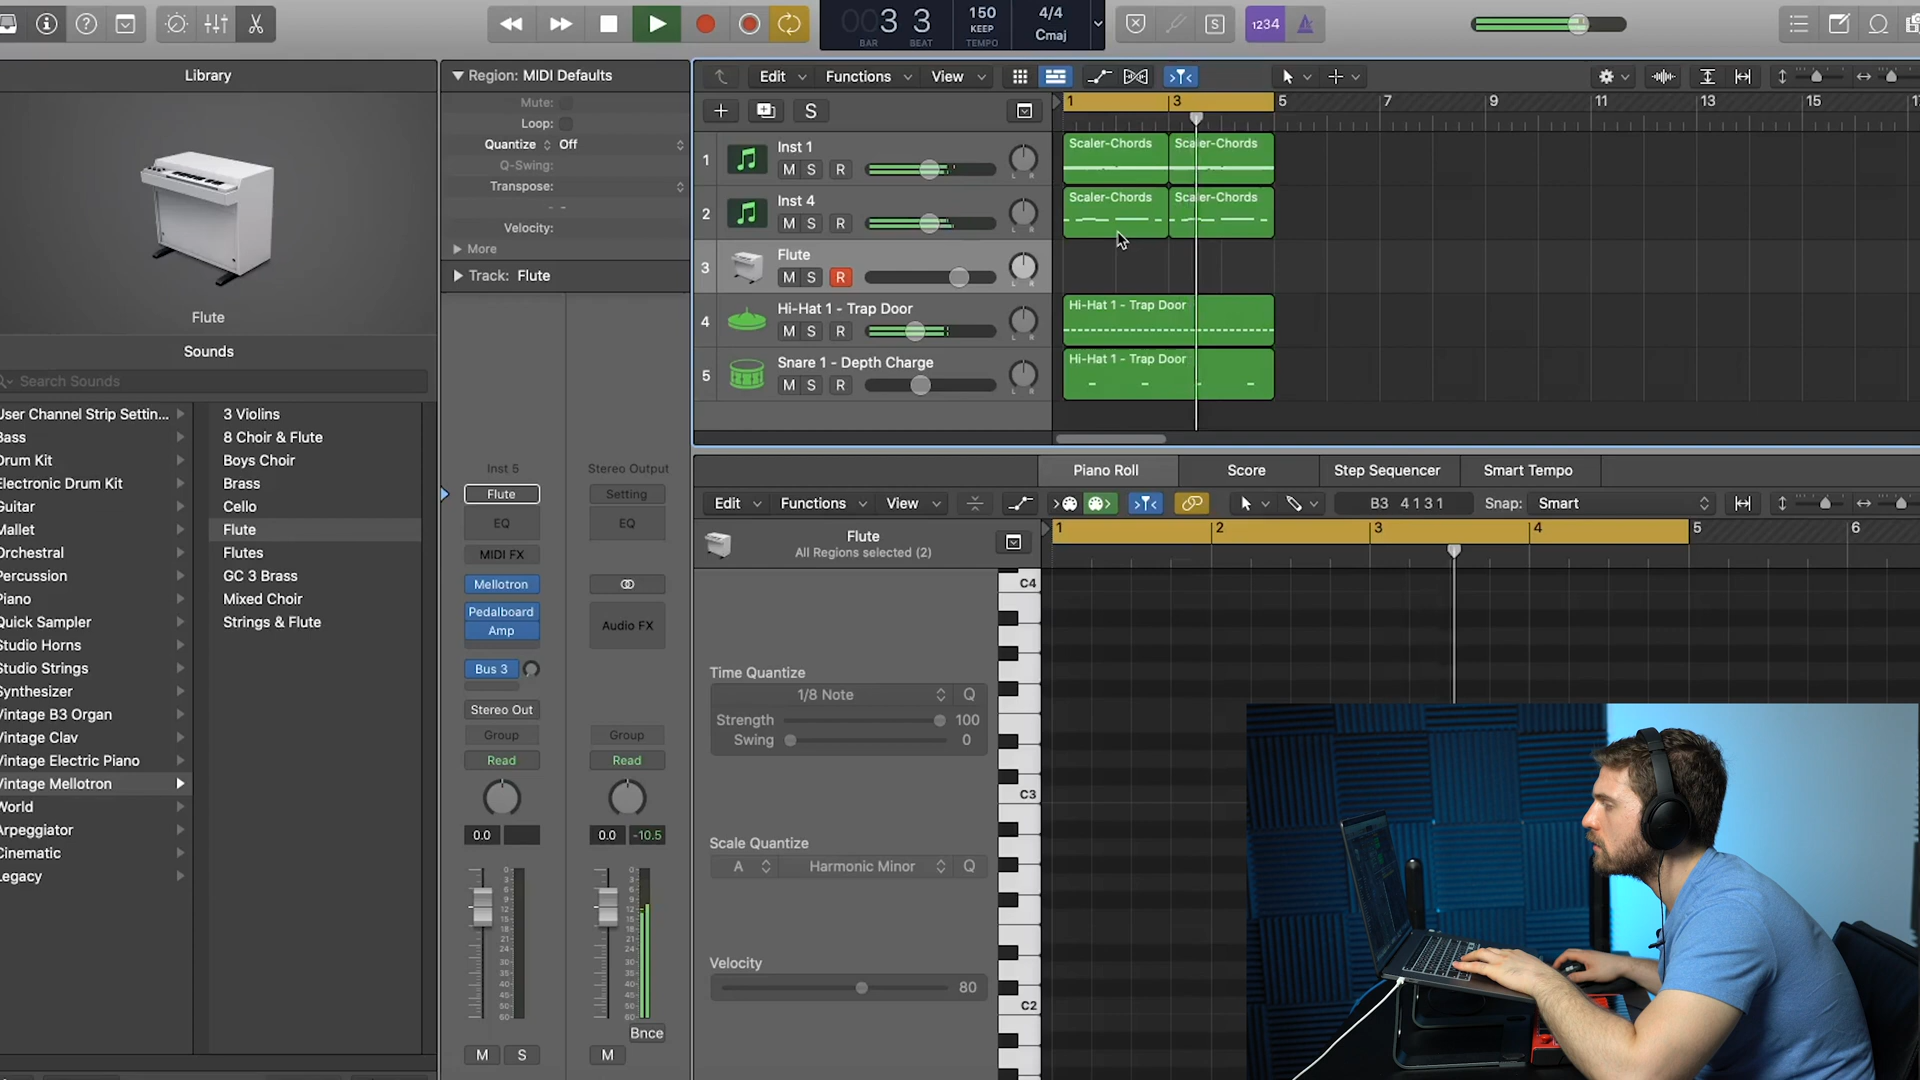 3 3
BAR
BEAT
150
KEEP
TEMPO
4/4
Cmaj
S
1234
Library
Flute
Sounds
Search Sounds
User Channel Strip Settin...
Bass
Drum Kit
Electronic Drum Kit
Guitar
Mallet
Orchestral
Percussion
Piano
Quick Sampler
Studio Horns
Studio Strings
Synthesizer
Vintage B3 Organ
Vintage Clav
Vintage Electric Piano
Vintage Mellotron
World
Arpeggiator
Cinematic
Legacy
3 Violins
8 Choir & Flute
Boys Choir
Brass
Cello
Flute
Flutes
GC 3 Brass
Mixed Choir
Strings & Flute
Region: MIDI Defaults
Mute:
Loop:
Quantize Off
Q-Swing:
Transpose:
Velocity:
More
Track: Flute
Inst 5
Flute
EQ
MIDI FX
Mellotron
Pedalboard
Amp
Bus 3
Stereo Out
Group
Read
0.0
M S
Stereo Output
Setting
EQ
Audio FX
Group
Read
0.0 -10.5
Bnce
M
Edit Functions View
S
1 3 5 7 9 11 13 15
1 Inst 1
M S R
2 Inst 4
M S R
3 Flute
M S R
4 Hi-Hat 1 - Trap Door
M S R
5 Snare 1 - Depth Charge
M S R
Scaler-Chords Scaler-Chords
Scaler-Chords Scaler-Chords
Hi-Hat 1 - Trap Door
Hi-Hat 1 - Trap Door
Piano Roll Score Step Sequencer Smart Tempo
Edit Functions View
B3 4 1 3 1
Snap: Smart
Flute
All Regions selected (2)
1 2 3 4 5 6
C4
C3
C2
Time Quantize
1/8 Note Q
Strength 100
Swing 0
Scale Quantize
A Harmonic Minor Q
Velocity
80